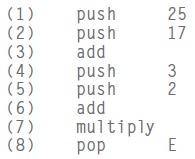 (1) push 25
(2) push 17
(3) add
(4) push 3
(5) push 2
(6) add
(7) multiply
(8) pop E